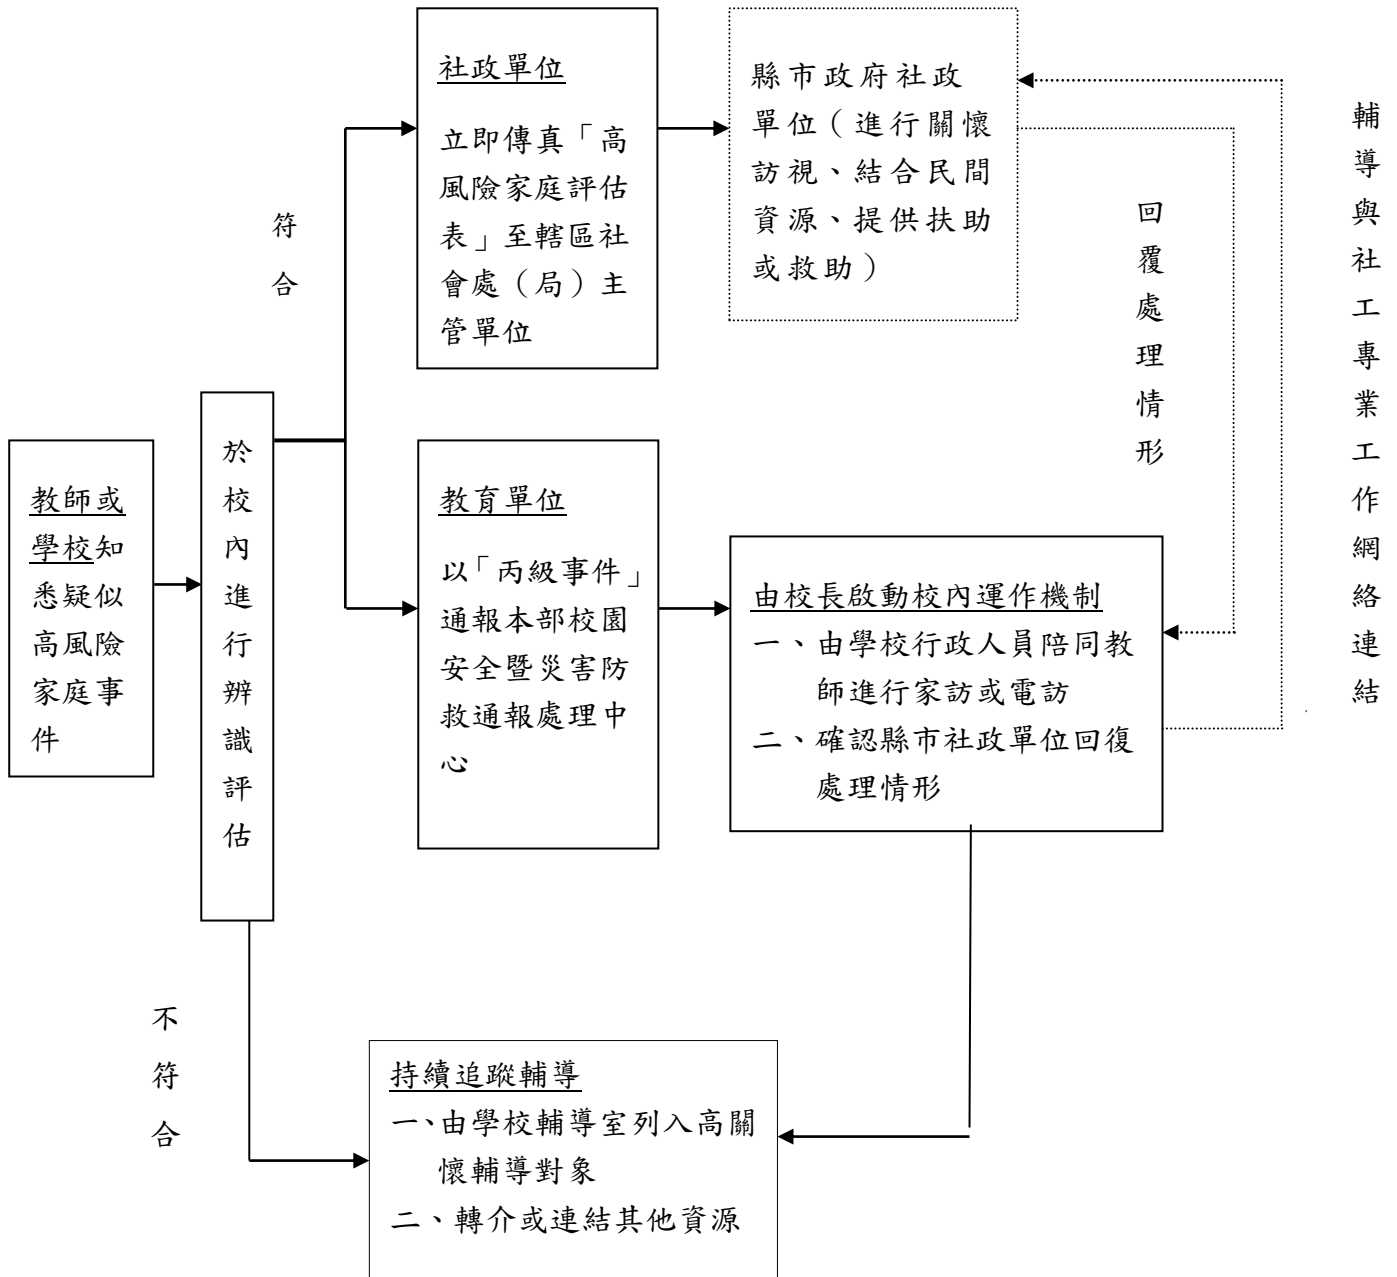 社政單位
立即傳真「高
風險家庭評估
表」至轄區社
會處（局）主
管單位
縣市政府社政
單位（進行關懷
訪視、結合民間
資源、提供扶助
或救助）
符合
回覆處理情形
輔導與社工專業工作網絡連結
教師或
學校知
悉疑似
高風險
家庭事
件
於校內進行辨識評估
教育單位
以「丙級事件」
通報本部校園
安全暨災害防
救通報處理中
心
由校長啟動校內運作機制
一、由學校行政人員陪同教
師進行家訪或電訪
二、確認縣市社政單位回復
處理情形
不符合
持續追蹤輔導
一、由學校輔導室列入高關
懷輔導對象
二、轉介或連結其他資源